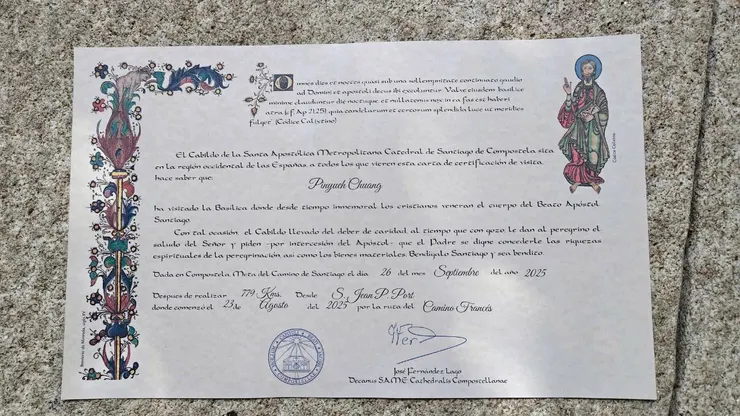 Omnes dies et noctes quasi sub una sollempnitate continuato gaudio
ad Domini et apostoli decus ibi excoluntur. Valve eiusdem basilice
minime clauduntur die noctuque et nullatenus nox in ea fas est haberi
atra (cf. Ap 21,25), quia candelarum et cereorum splendida luce ut meridies
fulget. (Códice Calixtino)
El Cabildo de la Santa Apostólica Metropolitana Catedral de Santiago de Compostela sita
en la región occidental de las Españas, a todos los que vieren esta carta de certificación de visita,
hace saber que:
Pinyueh Chuang
ha visitado la Basílica donde desde tiempo inmemoral los cristianos veneran el cuerpo del Beato Apóstol
Santiago.
Con tal ocasión, el Cabildo llevado del deber de caridad al tiempo que con gozo le dan al peregrino el
saludo del Señor y piden -por intercesión del Apóstol- que el Padre se digne concederle las riquezas
espirituales de la peregrinación, así como los bienes materiales. Bendígalo Santiago y sea bendito.
Dada en Compostela, Meta del Camino de Santiago el día 26 del mes Septiembre del año 2025
Después de realizar 779 Kms. Desde S. Jean P. Port
donde comenzó el 23 de Agosto del 2025 por la ruta del Camino Francés
José Fernández Lago
Decanus S.A.M.E. Cathedralis Compostellanae